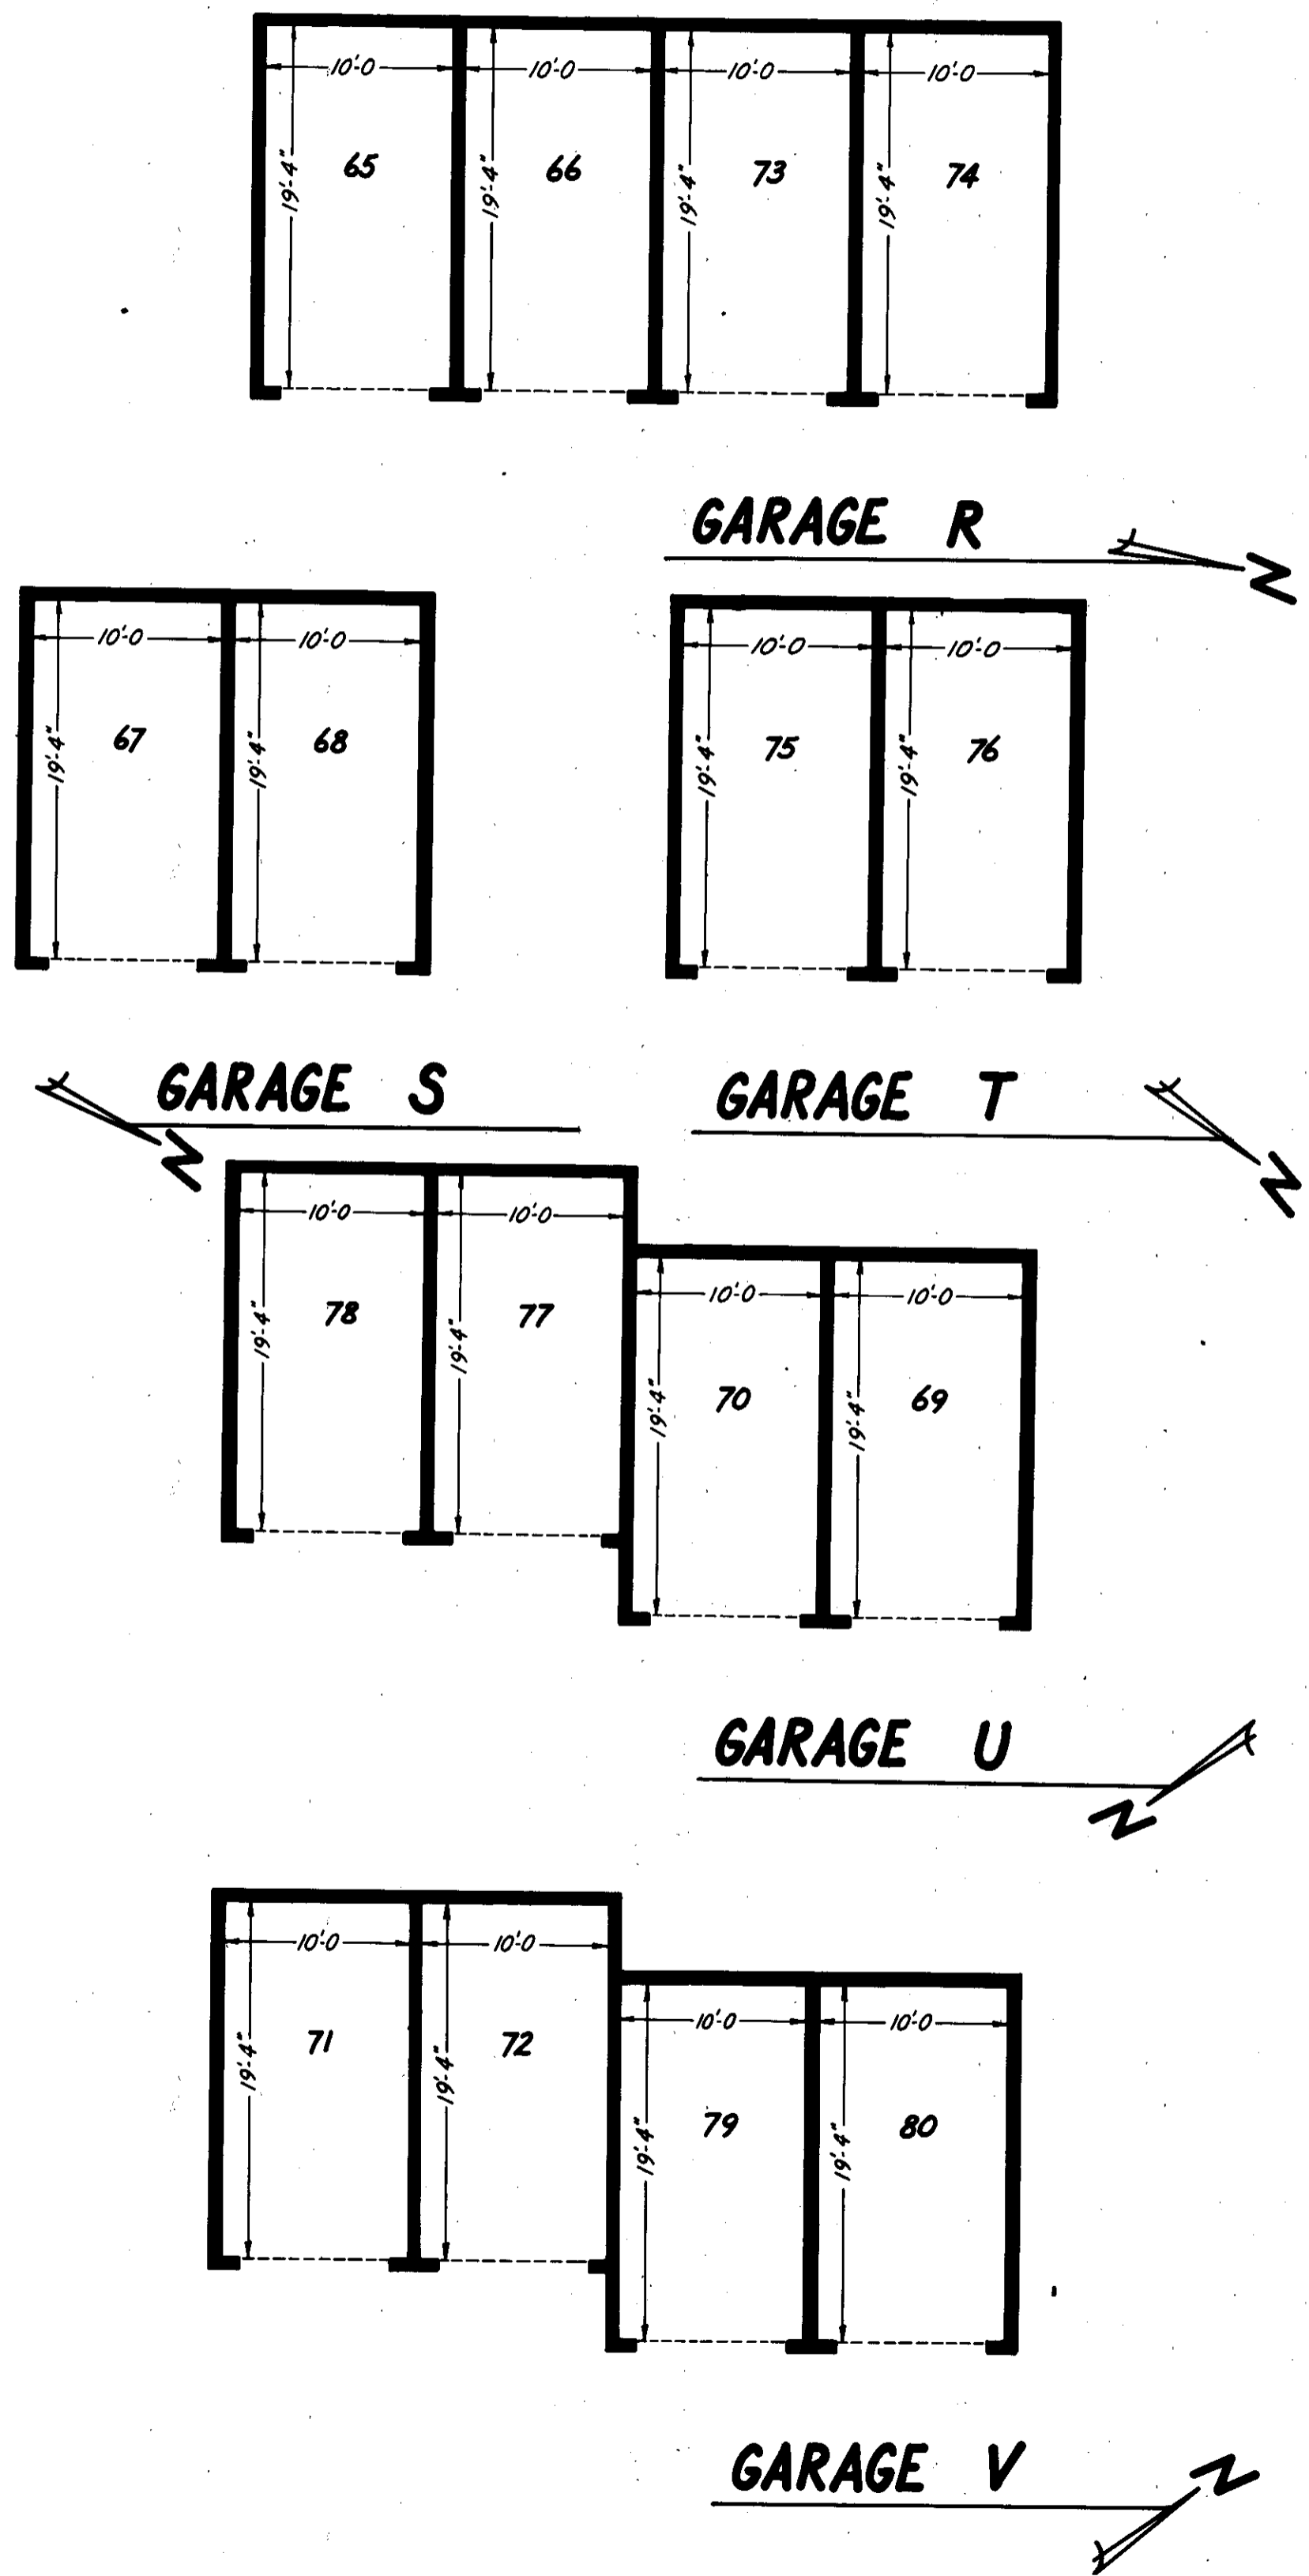 10'-0 10'-0 10'-0 10'-0
19'-4" 65 19'-4" 66 19'-4" 73 19'-4" 74
GARAGE R
N
10'-0 10'-0
19'-4" 67 19'-4" 68
GARAGE S
N
10'-0 10'-0
19'-4" 75 19'-4" 76
GARAGE T
N
10'-0 10'-0
19'-4" 78 19'-4" 77
10'-0 10'-0
19'-4" 70 19'-4" 69
GARAGE U
N
10'-0 10'-0
19'-4" 71 19'-4" 72
10'-0 10'-0
19'-4" 79 19'-4" 80
GARAGE V
N